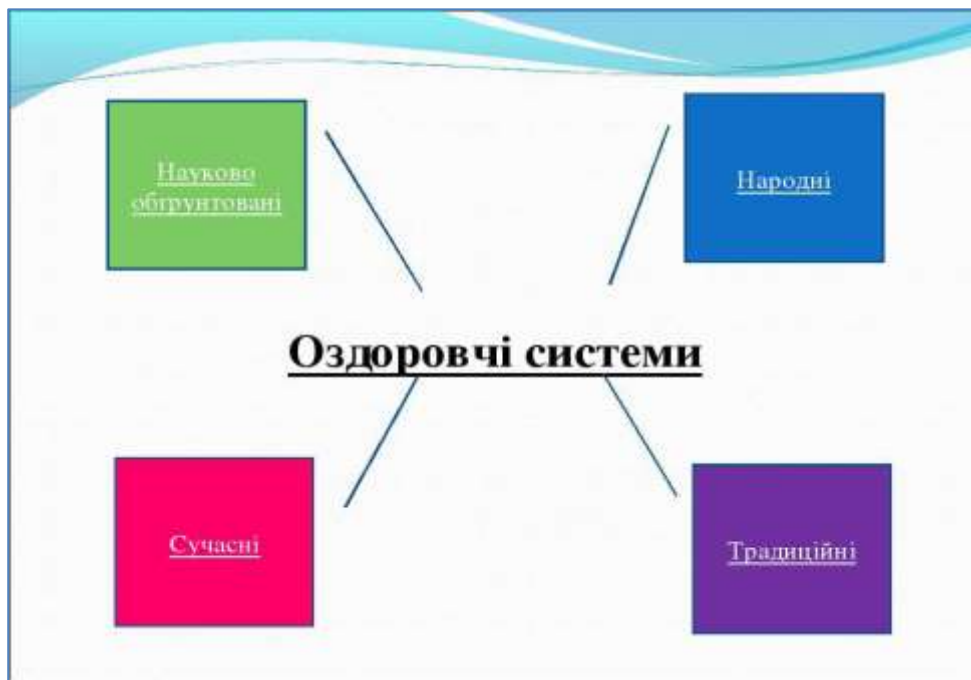 Науково
обґрунтовані
Народні
Оздоровчі системи
Сучасні
Традиційні